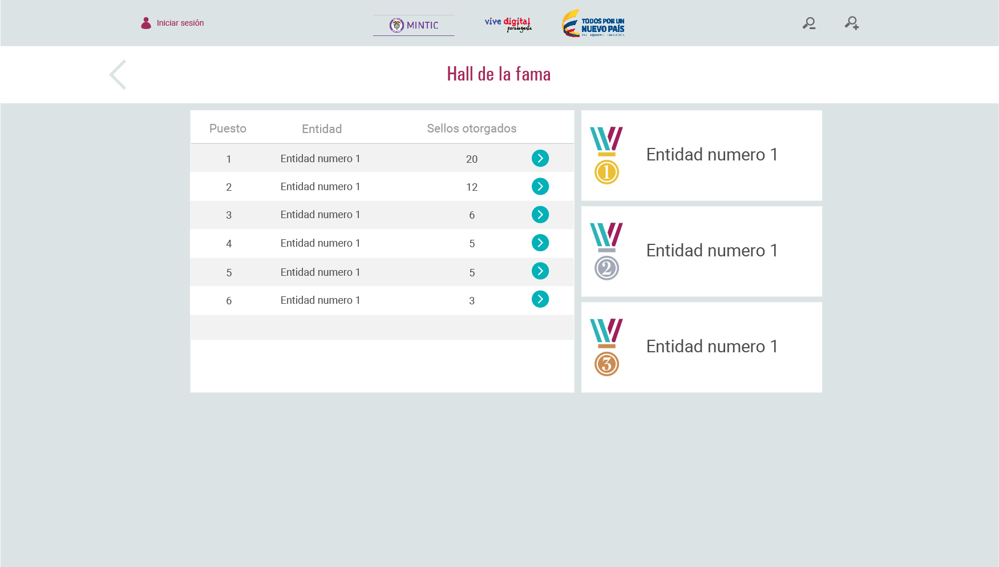 Iniciar sesión
MINTIC
vive digital
para la gente
TODOS POR UN
NUEVO PAÍS
PAZ EQUIDAD EDUCACIÓN
Hall de la fama
Puesto Entidad Sellos otorgados
1 Entidad numero 1 20
2 Entidad numero 1 12
3 Entidad numero 1 6
4 Entidad numero 1 5
5 Entidad numero 1 5
6 Entidad numero 1 3
1 Entidad numero 1
2 Entidad numero 1
3 Entidad numero 1